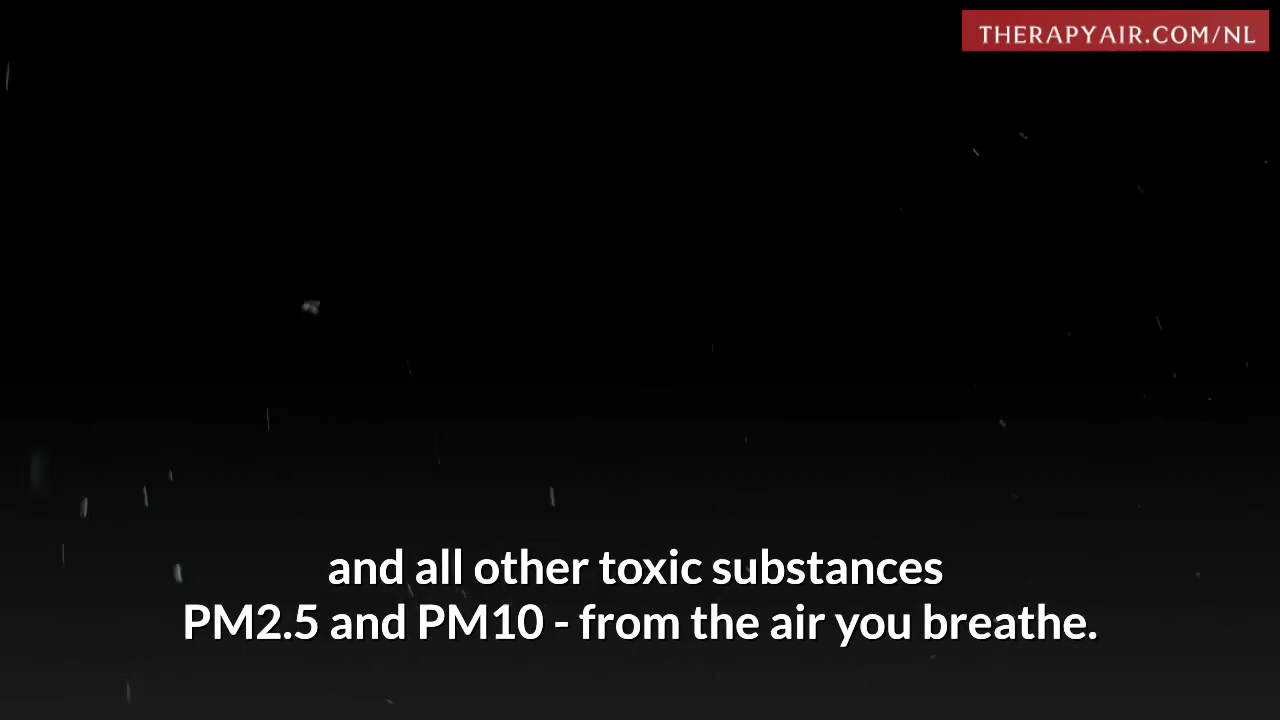 THERAPYAIR.COM/NL
and all other toxic substances
PM2.5 and PM10 - from the air you breathe.